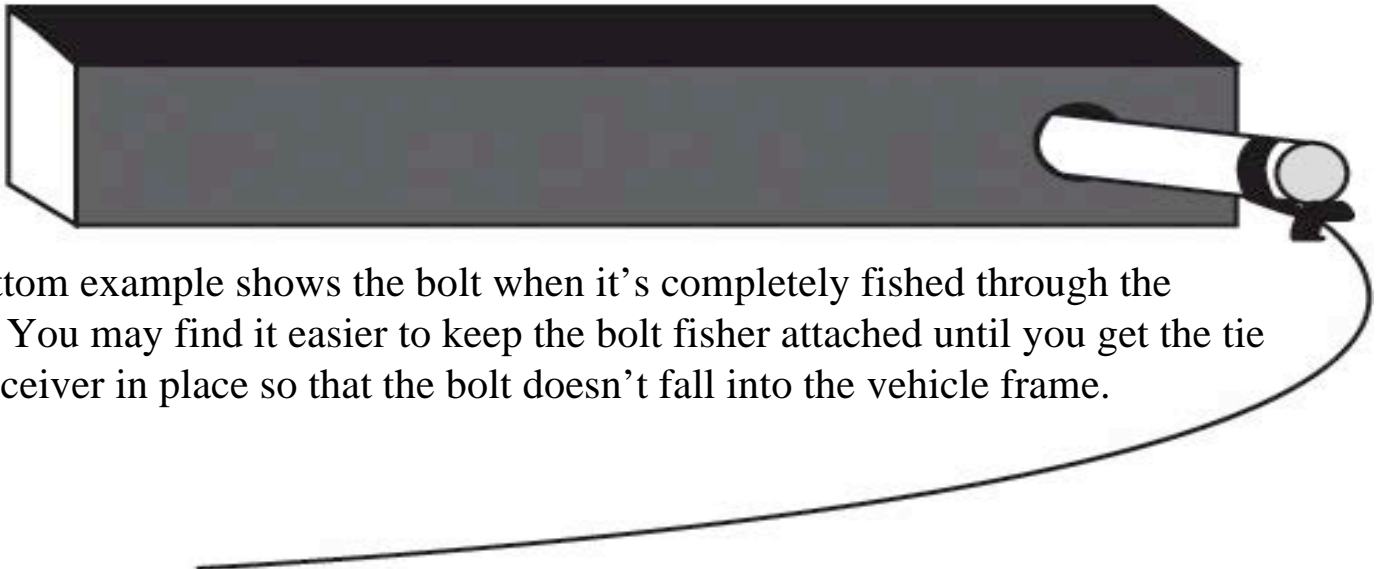 ttom example shows the bolt when it’s completely fished through the
You may find it easier to keep the bolt fisher attached until you get the tie
ceiver in place so that the bolt doesn’t fall into the vehicle frame.